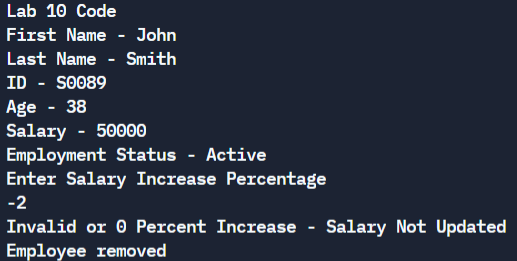 Lab 10 Code
First Name - John
Last Name - Smith
ID - S0089
Age - 38
Salary - 50000
Employment Status - Active
Enter Salary Increase Percentage
-2
Invalid or 0 Percent Increase - Salary Not Updated
Employee removed